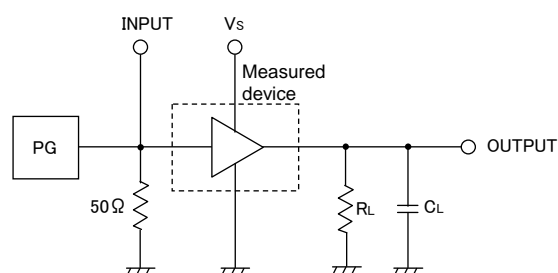 INPUT
Vs
Measured
device
PG
OUTPUT
50Ω
RL
CL